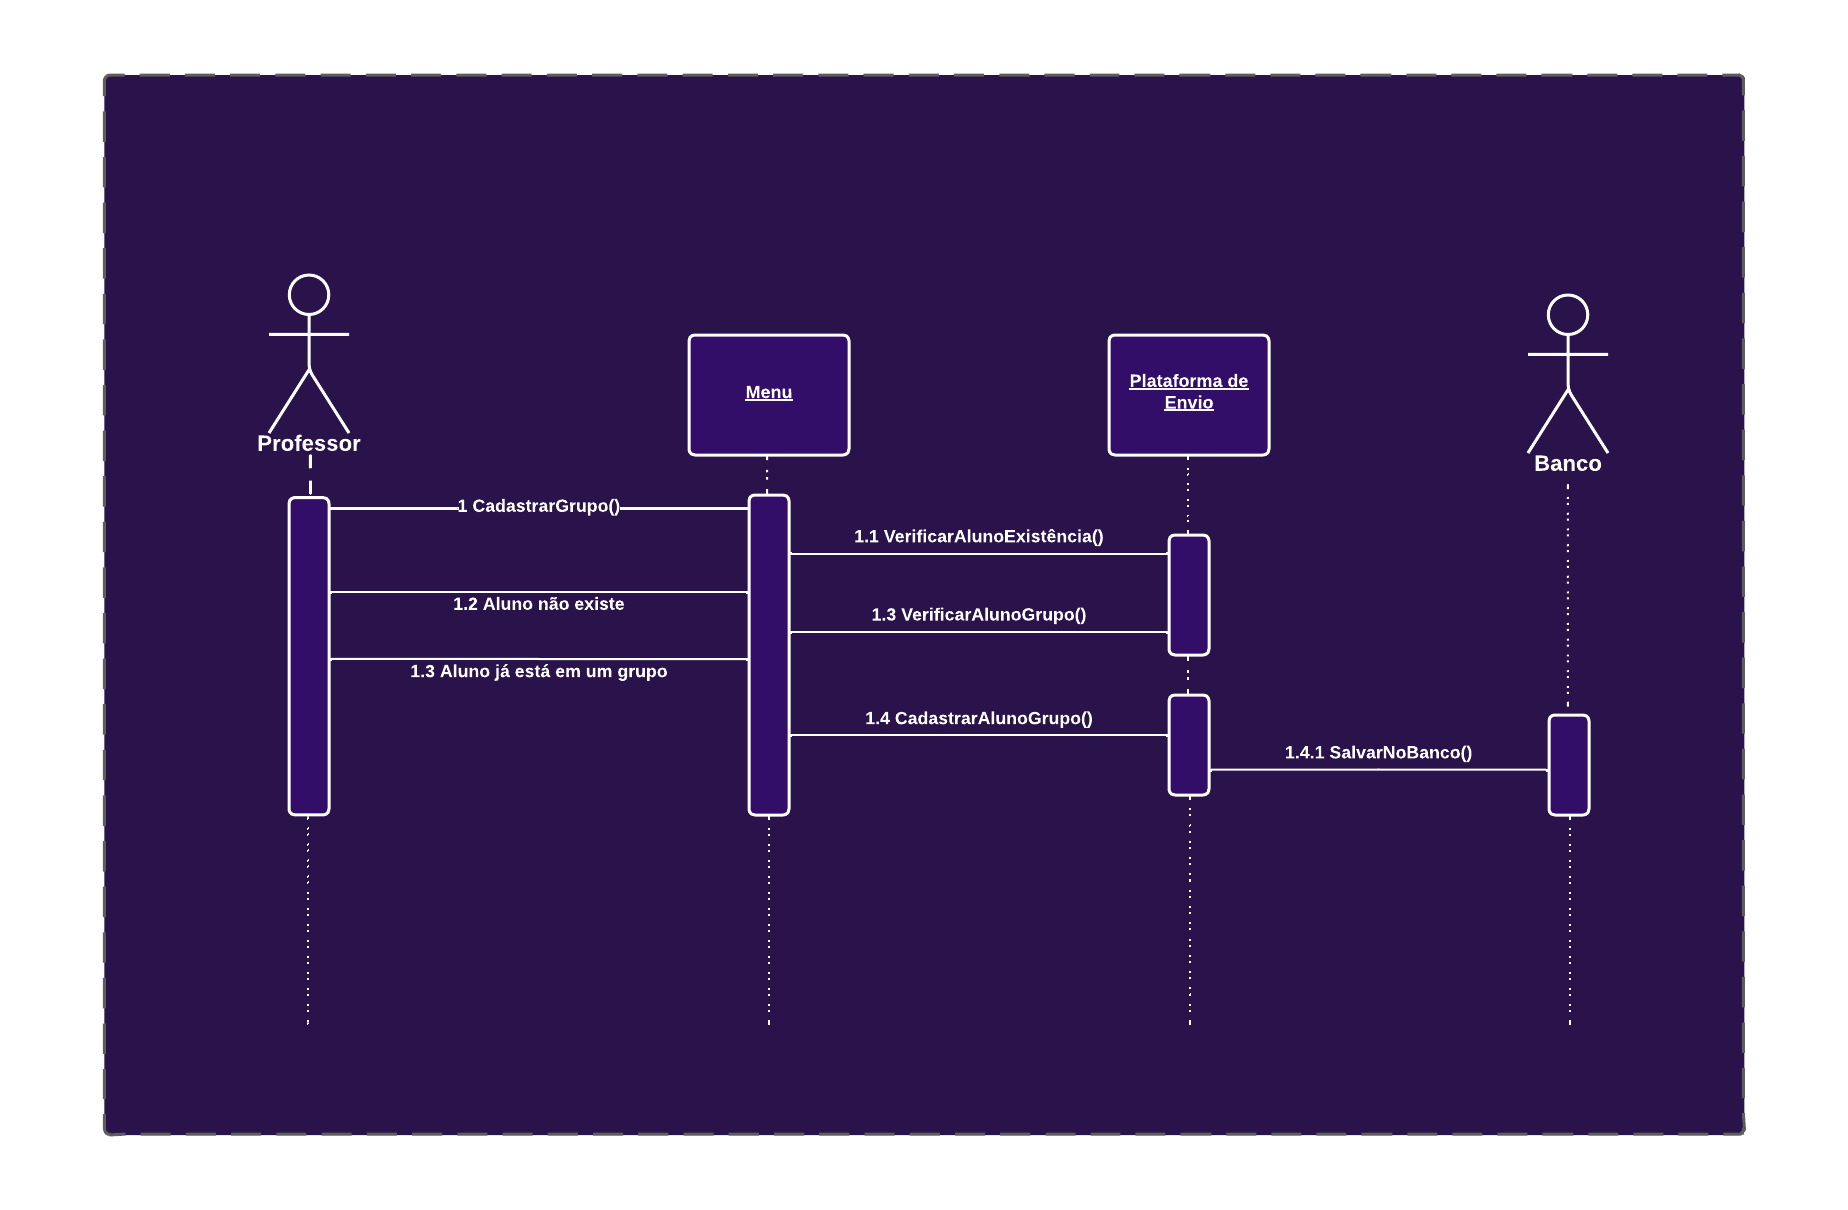 Professor
Menu
Plataforma de
Envio
Banco
1 CadastrarGrupo()
1.1 VerificarAlunoExistência()
1.2 Aluno não existe
1.3 VerificarAlunoGrupo()
1.3 Aluno já está em um grupo
1.4 CadastrarAlunoGrupo()
1.4.1 SalvarNoBanco()